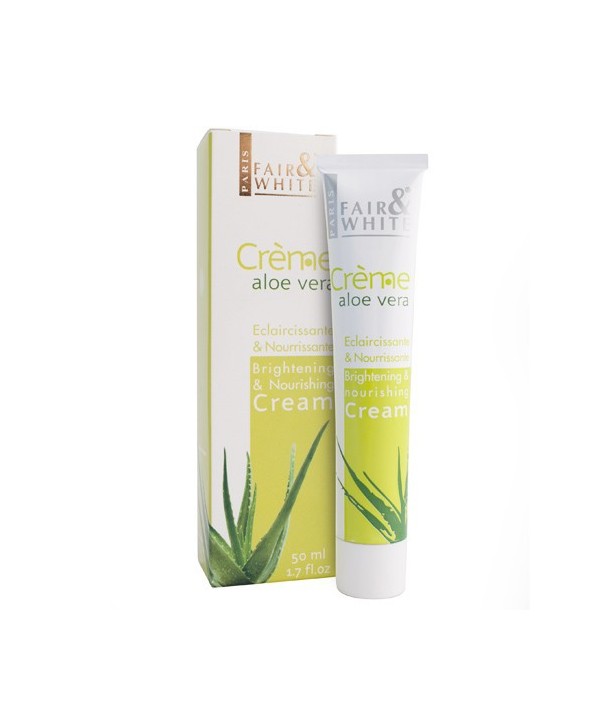 PARIS
FAIR&
WHITE
Crème
aloe vera
Eclaircissante
& Nourrissante
Brightening
& Nourishing
Cream
50 ml
1.7 fl.oz
PARIS
FAIR&
WHITE
Crème
aloe vera
Eclaircissante
& Nourrissante
Brightening &
nourishing
Cream